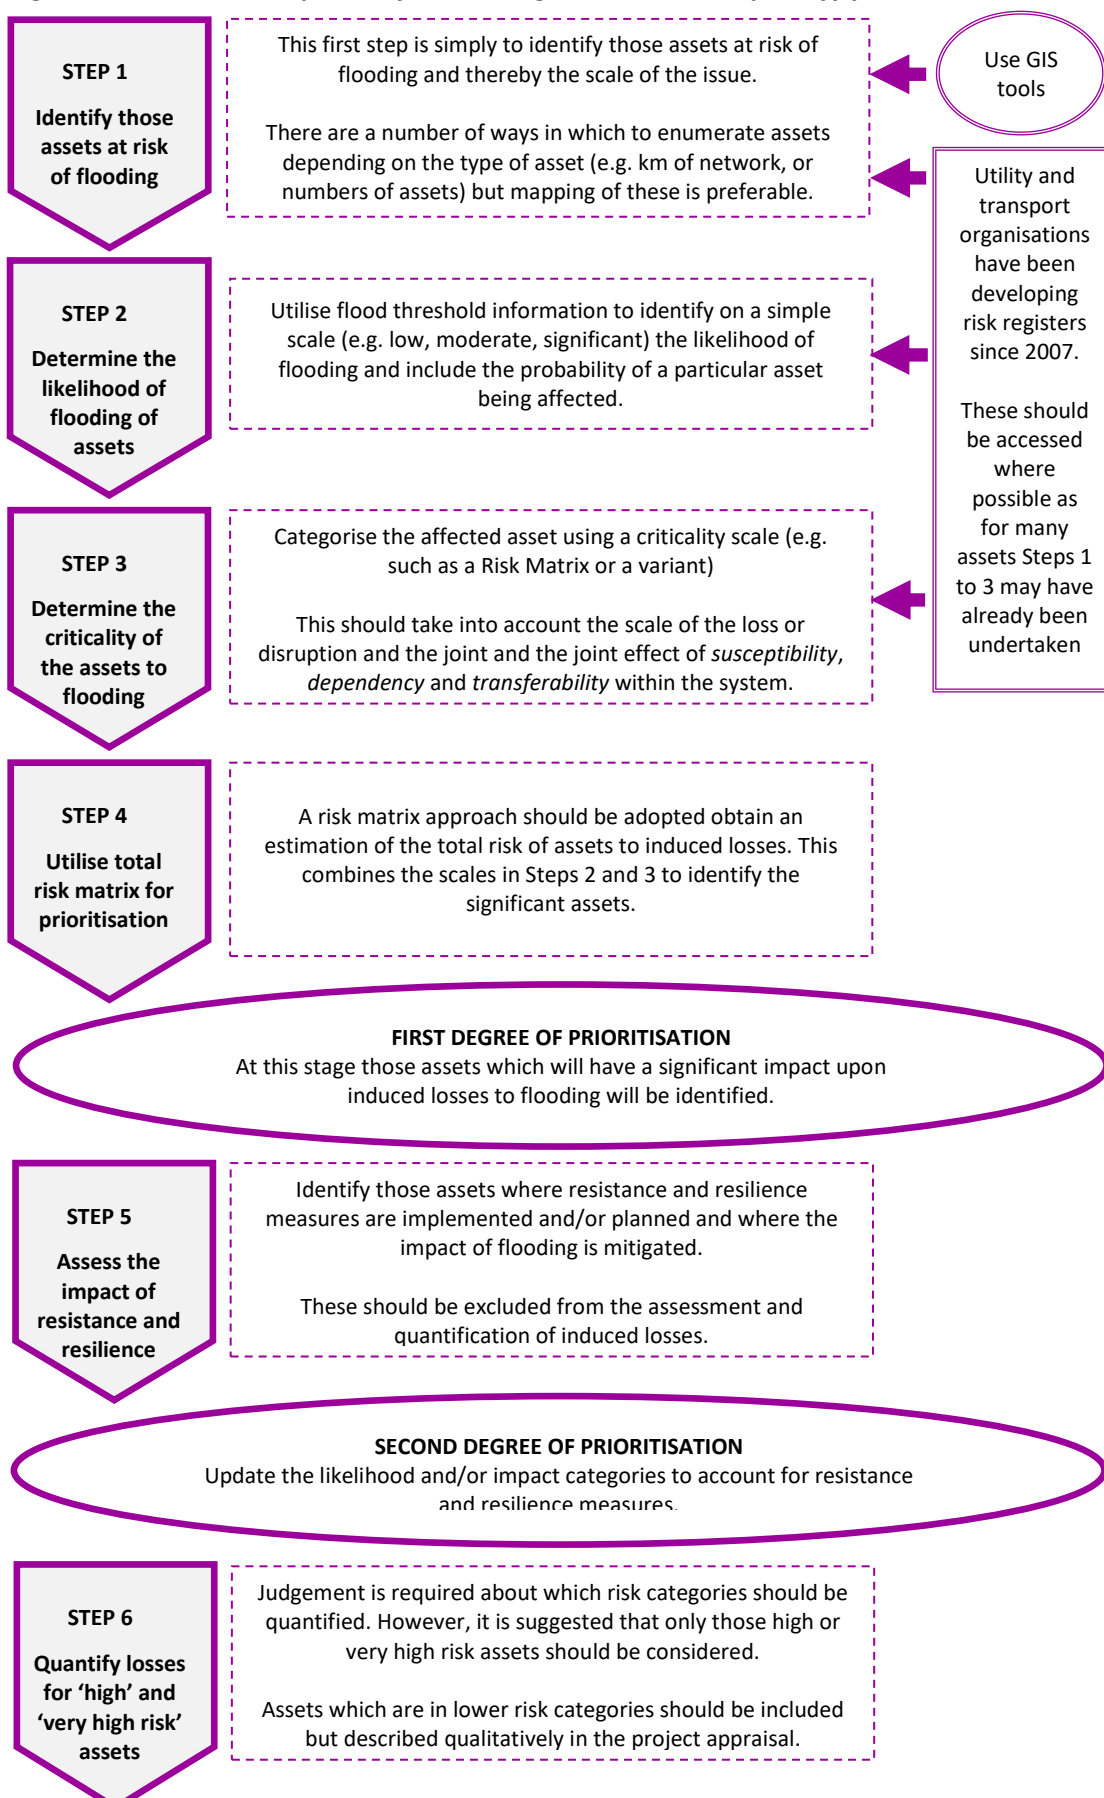 STEP 1
Identify those
assets at risk
of flooding
This first step is simply to identify those assets at risk of
flooding and thereby the scale of the issue.
There are a number of ways in which to enumerate assets
depending on the type of asset (e.g. km of network, or
numbers of assets) but mapping of these is preferable.
Use GIS
tools
Utility and
transport
organisations
have been
developing
risk registers
since 2007.
These should
be accessed
where
possible as
for many
assets Steps 1
to 3 may have
already been
undertaken
STEP 2
Determine the
likelihood of
flooding of
assets
Utilise flood threshold information to identify on a simple
scale (e.g. low, moderate, significant) the likelihood of
flooding and include the probability of a particular asset
being affected.
STEP 3
Determine the
criticality of
the assets to
flooding
Categorise the affected asset using a criticality scale (e.g.
such as a Risk Matrix or a variant)
This should take into account the scale of the loss or
disruption and the joint and the joint effect of susceptibility,
dependency and transferability within the system.
STEP 4
Utilise total
risk matrix for
prioritisation
A risk matrix approach should be adopted obtain an
estimation of the total risk of assets to induced losses. This
combines the scales in Steps 2 and 3 to identify the
significant assets.
FIRST DEGREE OF PRIORITISATION
At this stage those assets which will have a significant impact upon
induced losses to flooding will be identified.
STEP 5
Assess the
impact of
resistance and
resilience
Identify those assets where resistance and resilience
measures are implemented and/or planned and where the
impact of flooding is mitigated.
These should be excluded from the assessment and
quantification of induced losses.
SECOND DEGREE OF PRIORITISATION
Update the likelihood and/or impact categories to account for resistance
and resilience measures.
STEP 6
Quantify losses
for ‘high’ and
‘very high risk’
assets
Judgement is required about which risk categories should be
quantified. However, it is suggested that only those high or
very high risk assets should be considered.
Assets which are in lower risk categories should be included
but described qualitatively in the project appraisal.